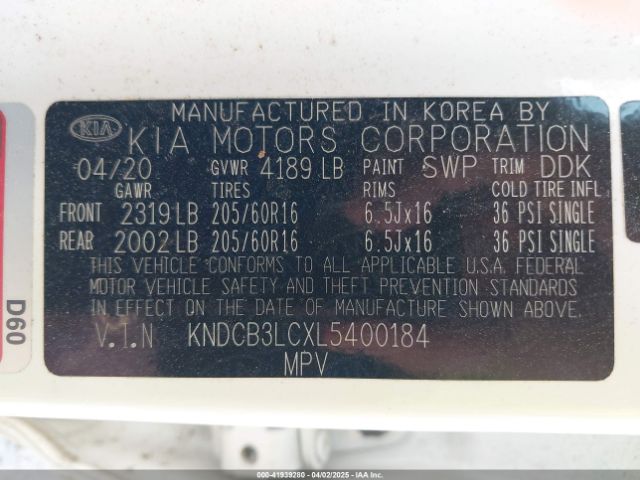 MANUFACTURED IN KOREA BY
KIA KIA MOTORS CORPORATION
04/20 GVWR 4189 LB PAINT SWP TRIM DDK
GAWR TIRES RIMS COLD TIRE INFL
FRONT 2319 LB 205/60R16 6.5Jx16 36 PSI SINGLE
REAR 2002 LB 205/60R16 6.5Jx16 36 PSI SINGLE
THIS VEHICLE CONFORMS TO ALL APPLICABLE U.S.A. FEDERAL
MOTOR VEHICLE SAFETY AND THEFT PREVENTION STANDARDS
IN EFFECT ON THE DATE OF MANUFACTURE SHOWN ABOVE.
V.I.N KNDCB3LCXL5400184
MPV
D60
000-41939280 - 04/02/2025 - IAAI